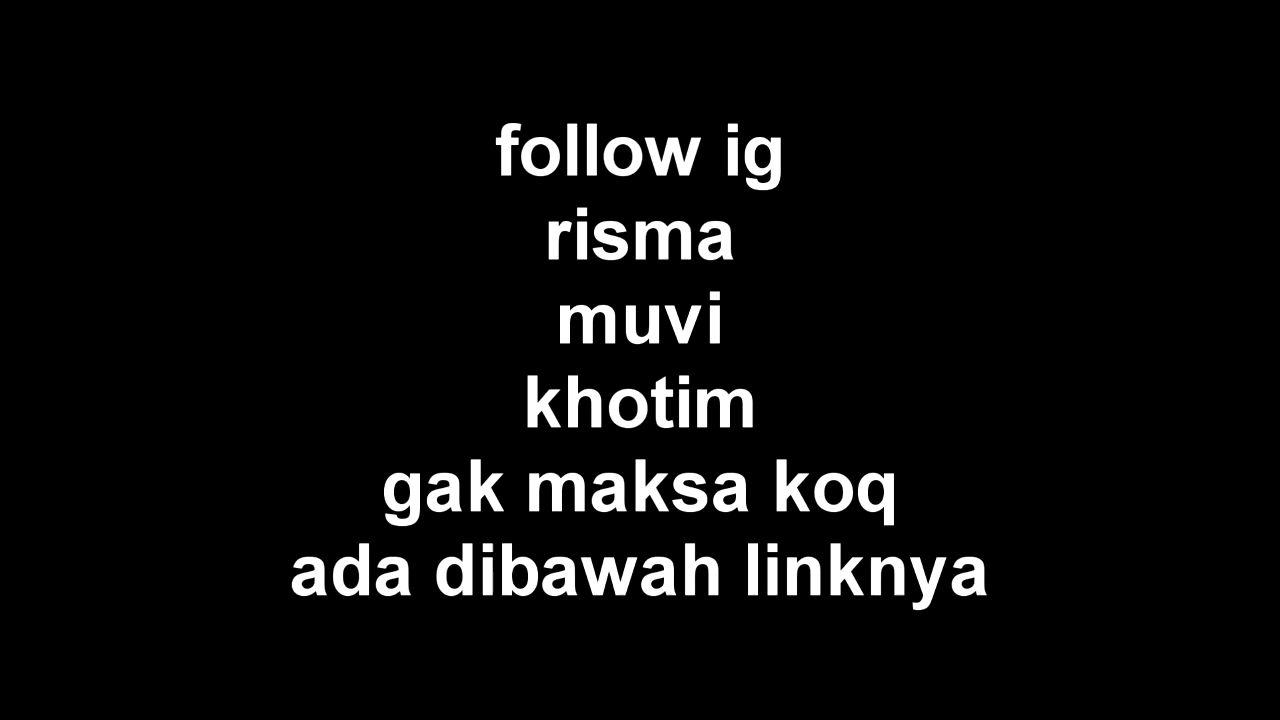 follow ig
risma
muvi
khotim
gak maksa koq
ada dibawah linknya